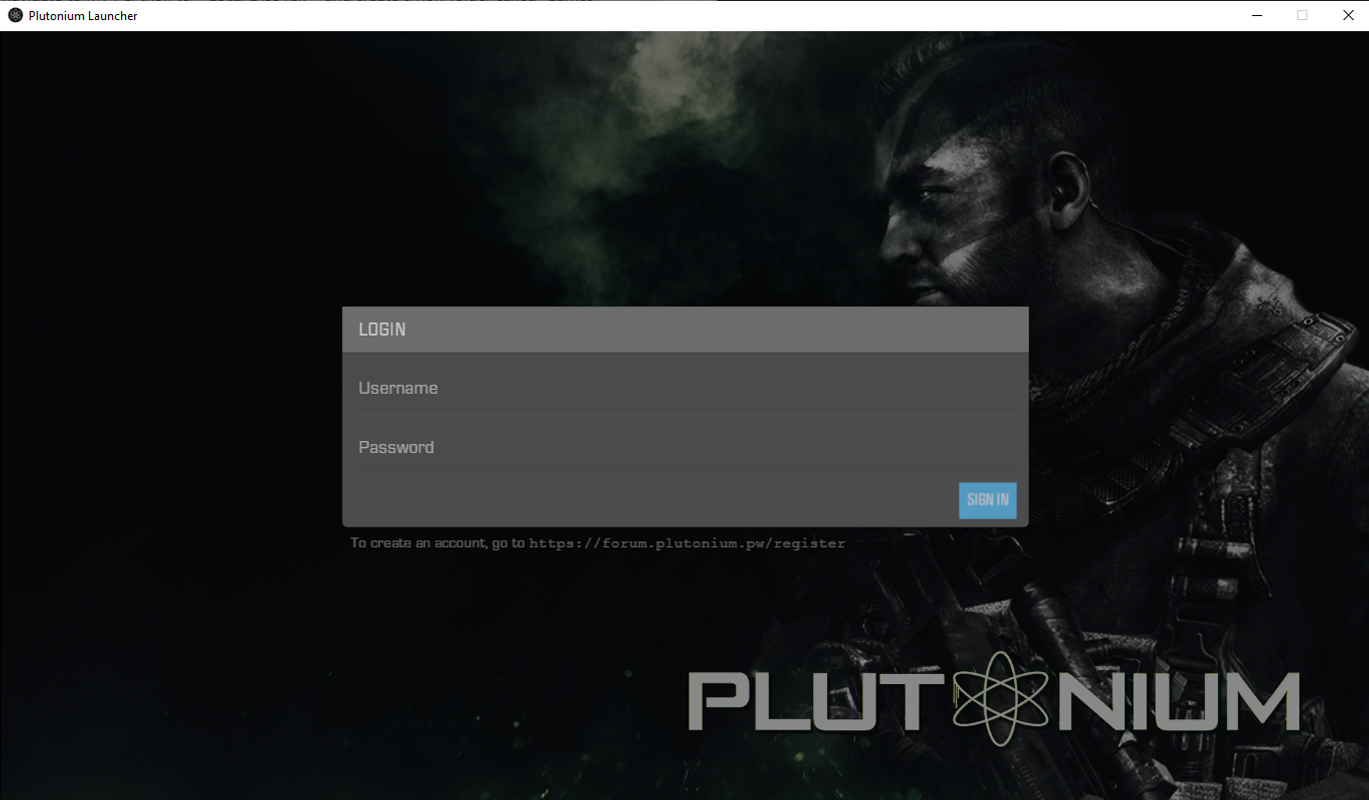 Plutonium Launcher
LOGIN
Username
Password
SIGN IN
To create an account, go to https://forum.plutonium.pw/register
PLUTONIUM